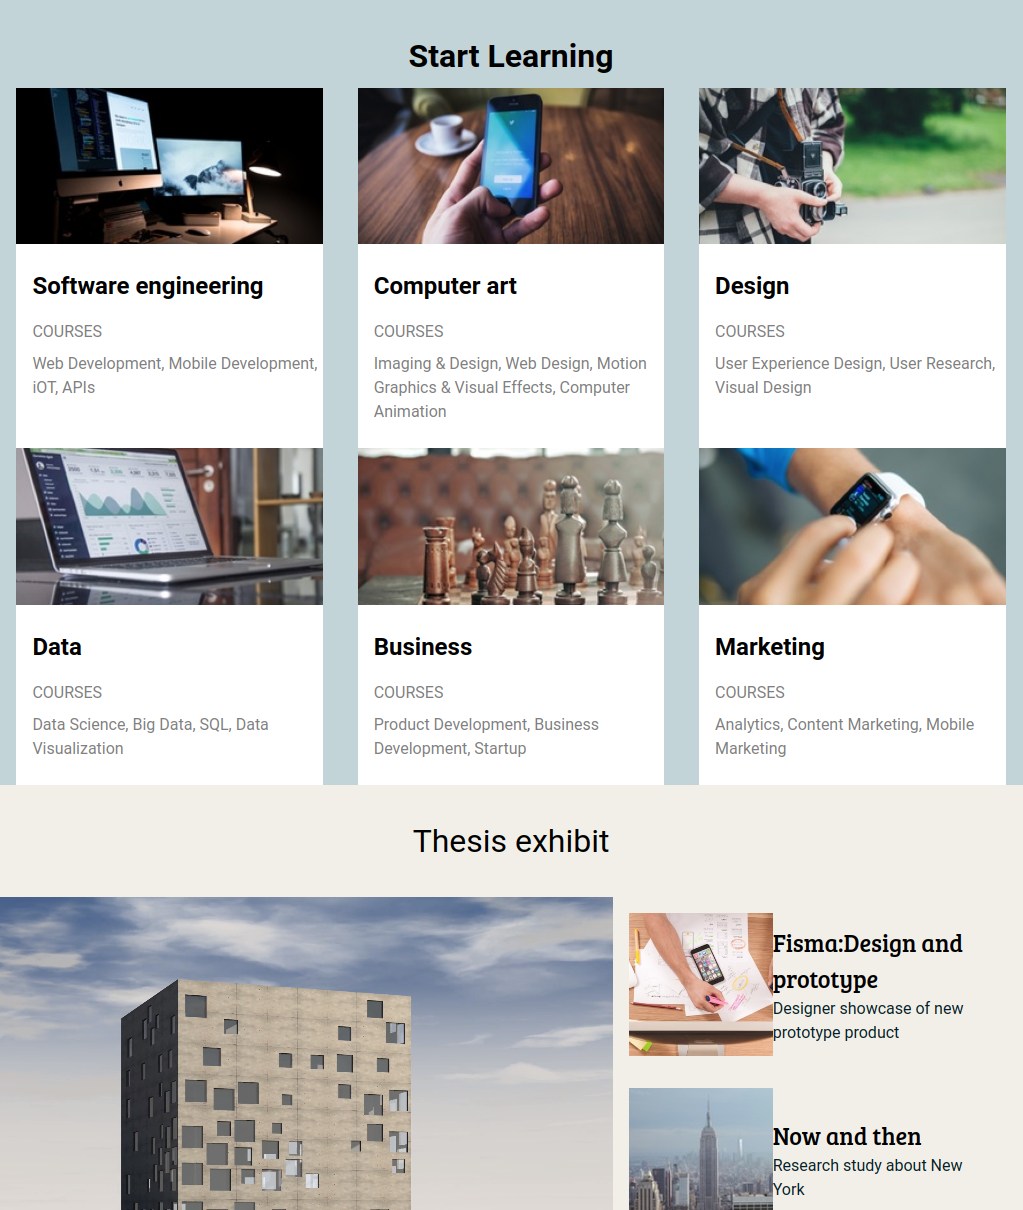 Start Learning
Software engineering
COURSES
Web Development, Mobile Development,
iOT, APIs
Computer art
COURSES
Imaging & Design, Web Design, Motion
Graphics & Visual Effects, Computer
Animation
Design
COURSES
User Experience Design, User Research,
Visual Design
Data
COURSES
Data Science, Big Data, SQL, Data
Visualization
Business
COURSES
Product Development, Business
Development, Startup
Marketing
COURSES
Analytics, Content Marketing, Mobile
Marketing
Thesis exhibit
Fisma:Design and
prototype
Designer showcase of new
prototype product
Now and then
Research study about New
York